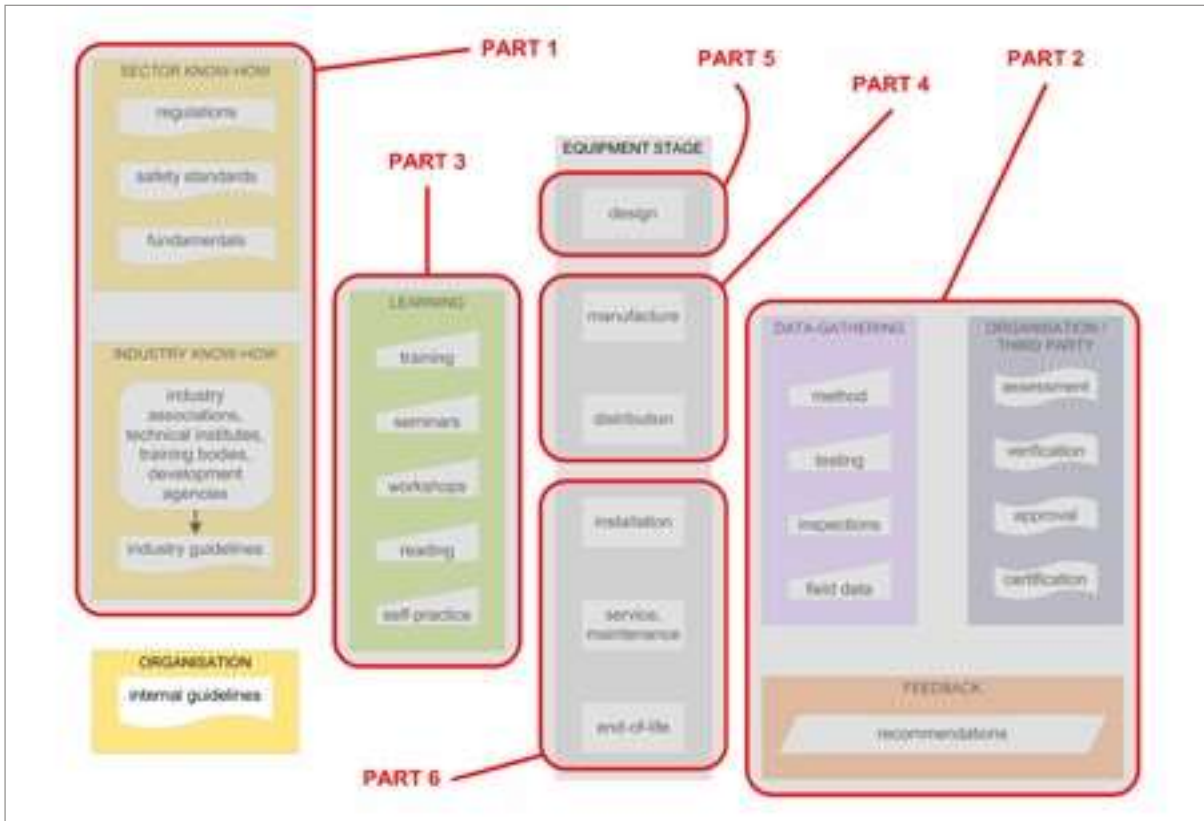 PART 1
SECTOR KNOW-HOW
regulations
safety standards
fundamentals
INDUSTRY KNOW-HOW
industry
associations,
technical institutes,
training bodies,
development
agencies
industry guidelines
ORGANISATION
internal guidelines
PART 3
LEARNING
training
seminars
workshops
reading
self-practice
PART 5
EQUIPMENT STAGE
design
PART 4
manufacture
distribution
installation
service,
maintenance
end-of-life
PART 6
PART 2
DATA-GATHERING
method
testing
inspections
field data
ORGANISATION /
THIRD PARTY
assessment
verification
approval
certification
FEEDBACK
recommendations